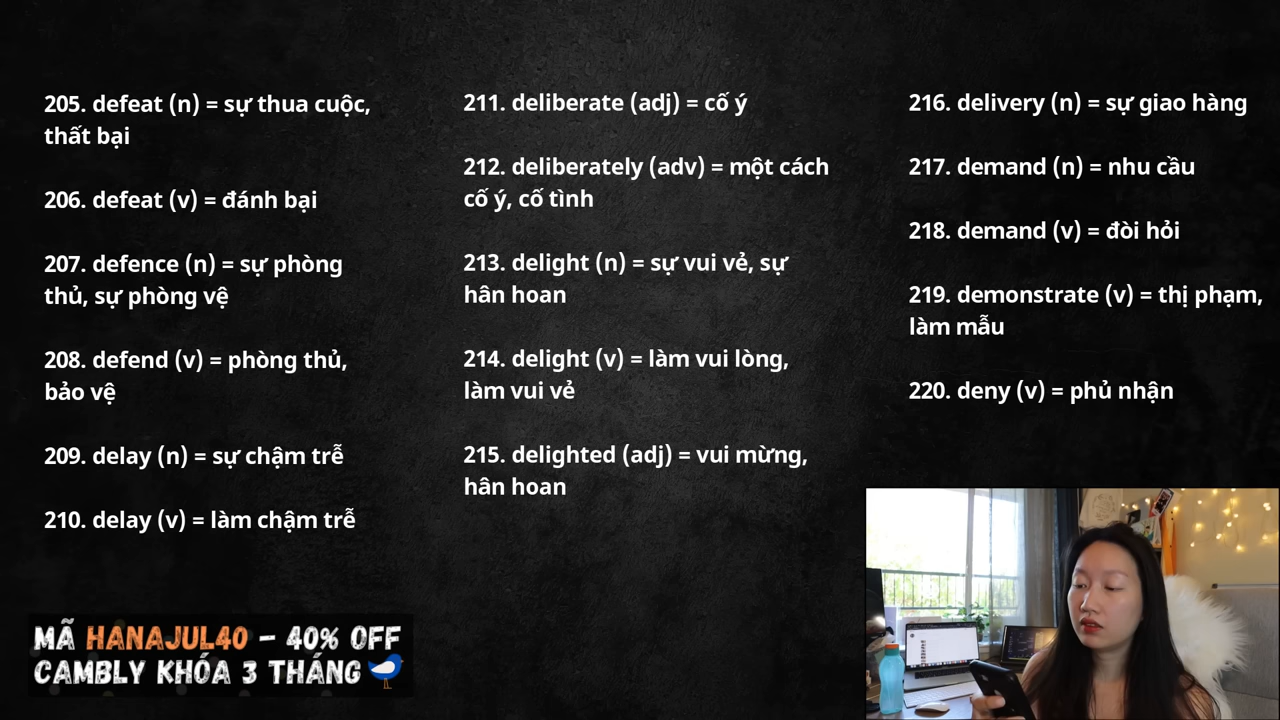 205. defeat (n) = sự thua cuộc,
thất bại
206. defeat (v) = đánh bại
207. defence (n) = sự phòng
thủ, sự phòng vệ
208. defend (v) = phòng thủ,
bảo vệ
209. delay (n) = sự chậm trễ
210. delay (v) = làm chậm trễ
211. deliberate (adj) = cố ý
212. deliberately (adv) = một cách
cố ý, cố tình
213. delight (n) = sự vui vẻ, sự
hân hoan
214. delight (v) = làm vui lòng,
làm vui vẻ
215. delighted (adj) = vui mừng,
hân hoan
216. delivery (n) = sự giao hàng
217. demand (n) = nhu cầu
218. demand (v) = đòi hỏi
219. demonstrate (v) = thị phạm,
làm mẫu
220. deny (v) = phủ nhận
MÃ HANAJUL40 – 40% OFF
CAMBLY KHÓA 3 THÁNG